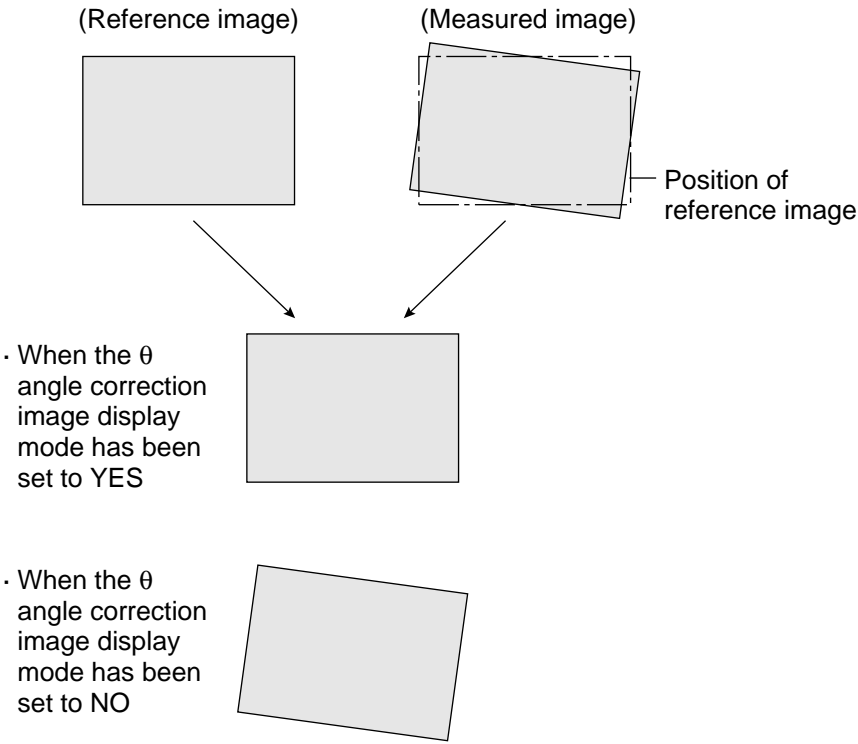 (Reference image)
(Measured image)
Position of
reference image
· When the θ
angle correction
image display
mode has been
set to YES
· When the θ
angle correction
image display
mode has been
set to NO